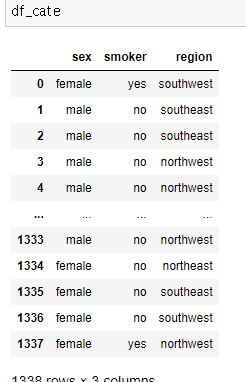 df_cate
sex smoker region
0 female yes southwest
1 male no southeast
2 male no southeast
3 male no northwest
4 male no northwest
... ... ... ...
1333 male no northwest
1334 female no northeast
1335 female no southeast
1336 female no southwest
1337 female yes northwest
1338 rows × 3 columns